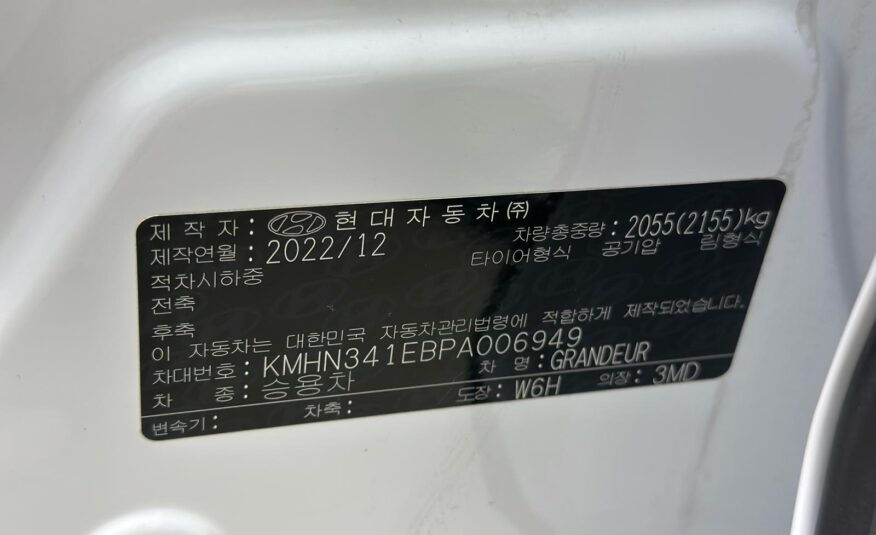 제 작 자 : 현대자동차(주)
차량총중량 : 2055(2155)kg
제작연월 : 2022/12
타이어형식 공기압 림형식
적차시하중
전축
후축
이 자동차는 대한민국 자동차관리법령에 적합하게 제작되었습니다.
차대번호 : KMHN341EBPA006949
차 명 : GRANDEUR
차 종 : 승용차
도장 : W6H 의장 : 3MD
변속기 : 차축 :